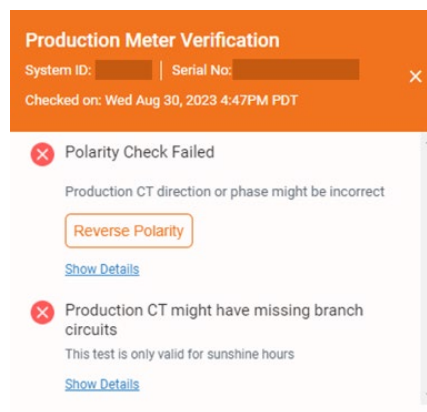 Production Meter Verification
System ID: | Serial No:
Checked on: Wed Aug 30, 2023 4:47PM PDT
Polarity Check Failed
Production CT direction or phase might be incorrect
Reverse Polarity
Show Details
Production CT might have missing branch
circuits
This test is only valid for sunshine hours
Show Details